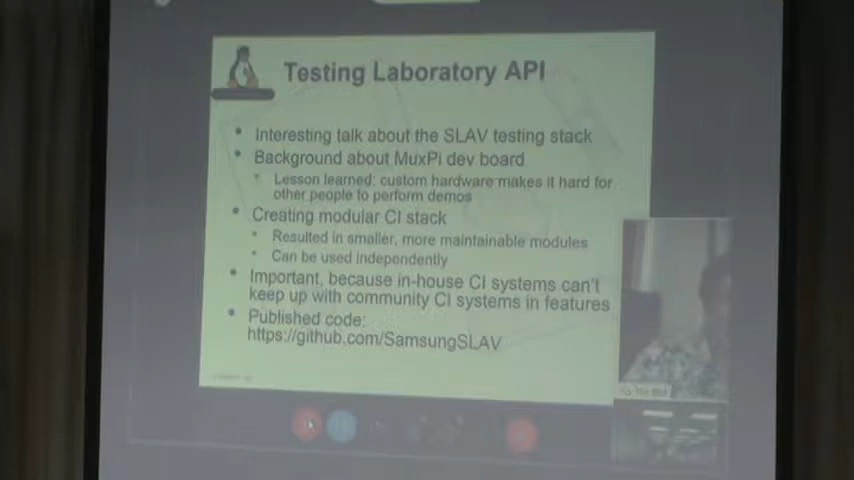 Testing Laboratory API
• Interesting talk about the SLAV testing stack
• Background about MuxPi dev board
• Lesson learned: custom hardware makes it hard for
other people to perform demos
• Creating modular CI stack
• Resulted in smaller, more maintainable modules
• Can be used independently
• Important, because in-house CI systems can't
keep up with community CI systems in features
• Published code:
https://github.com/SamsungSLAV